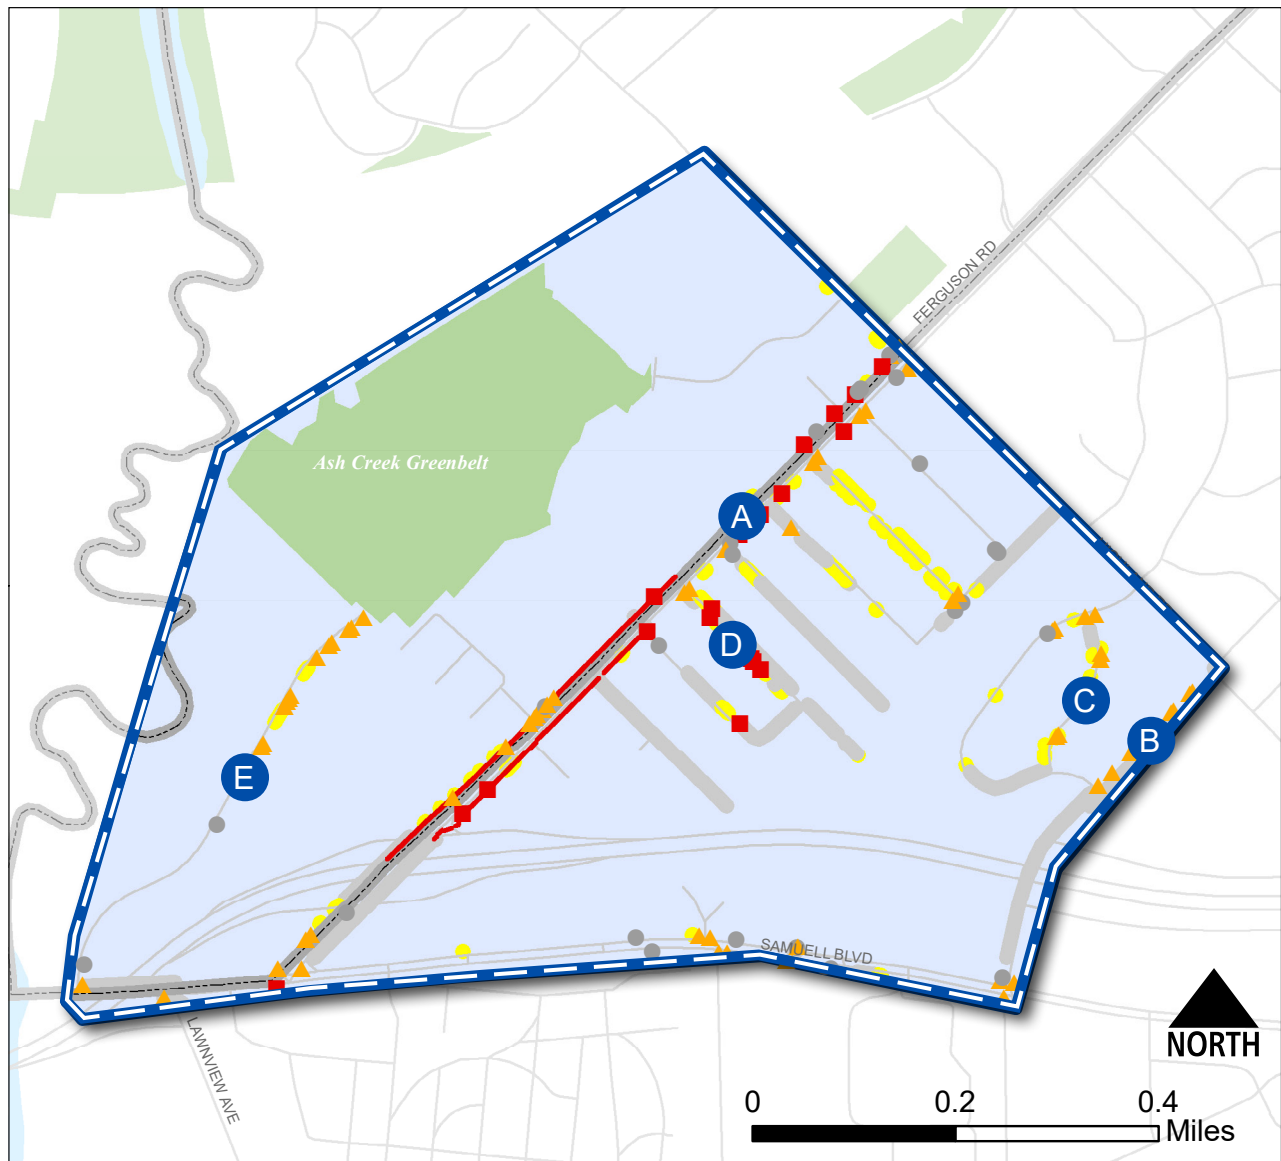 FERGUSON RD
Ash Creek Greenbelt
A
D
C
B
E
SAMUELL BLVD
LAWNVIEW AVE
NORTH
0 0.2 0.4
Miles